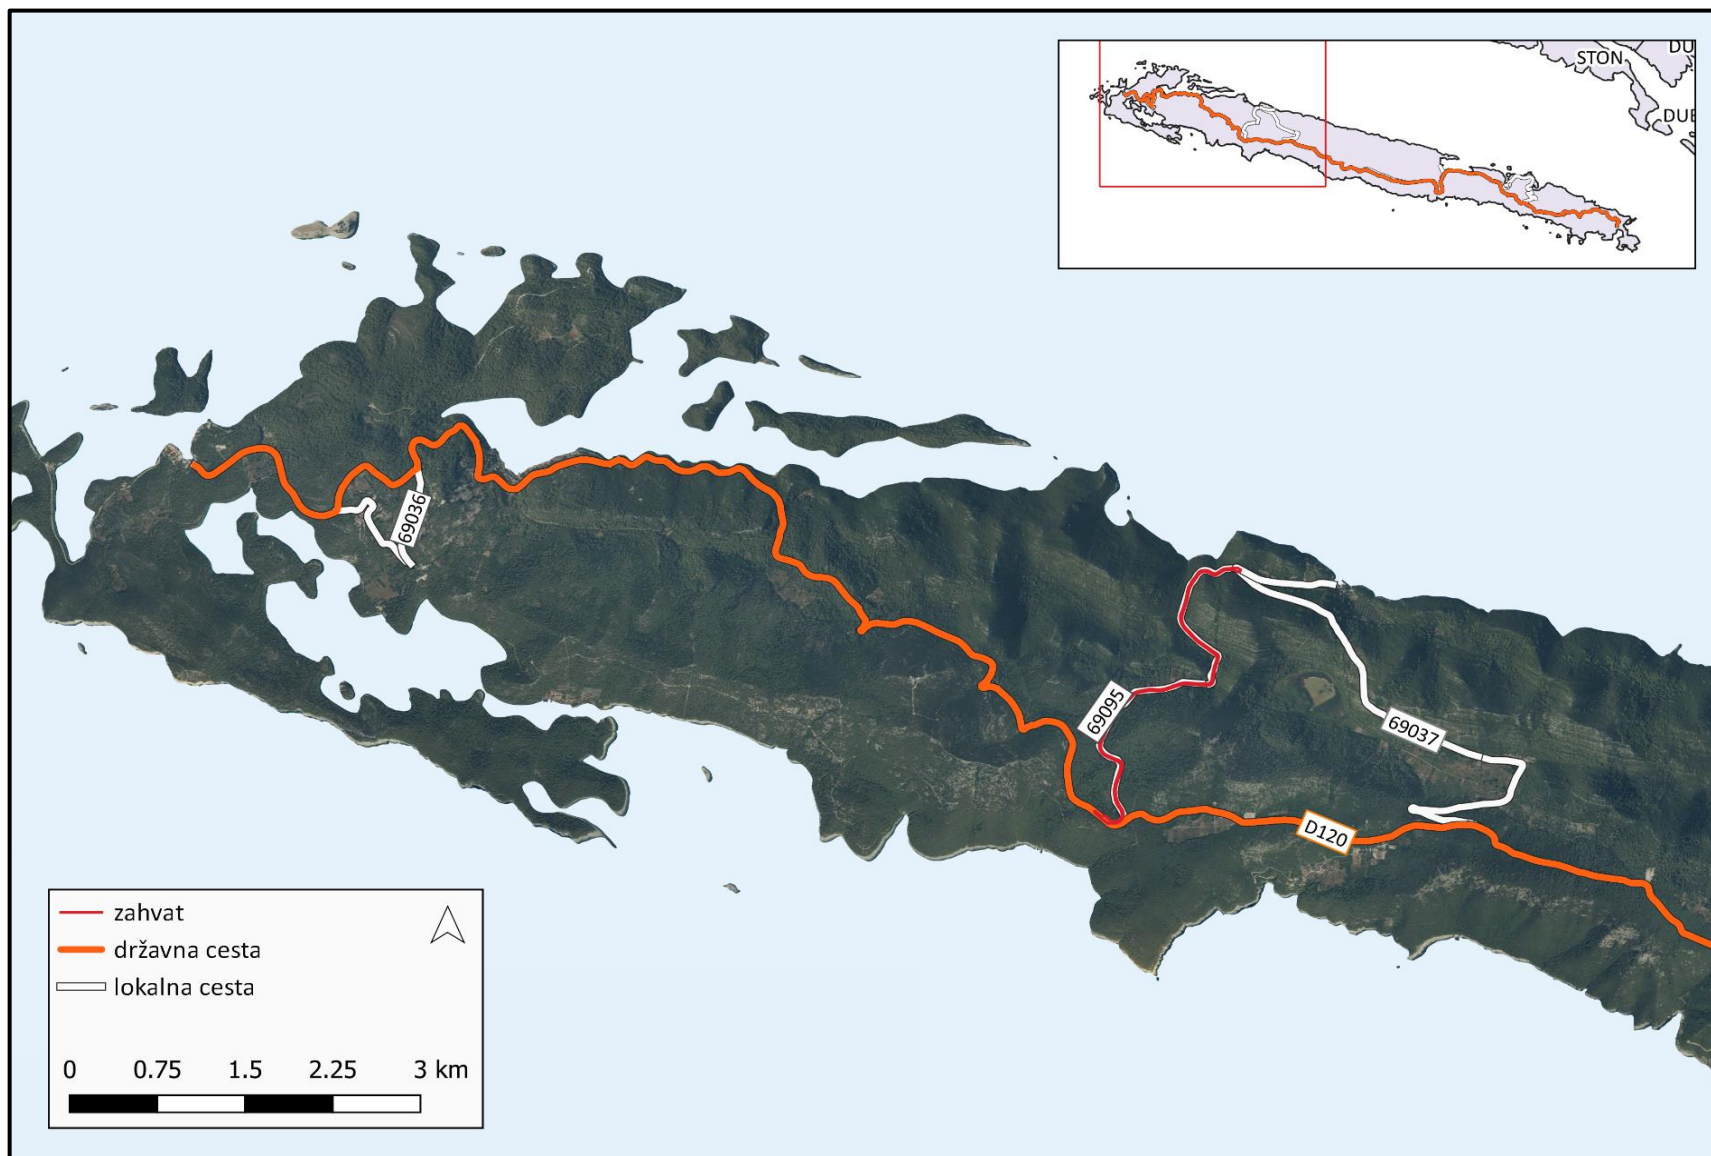 STON
DU
DUB
69036
69095
69037
D120
zahvat
državna cesta
lokalna cesta
0 0.75 1.5 2.25 3 km